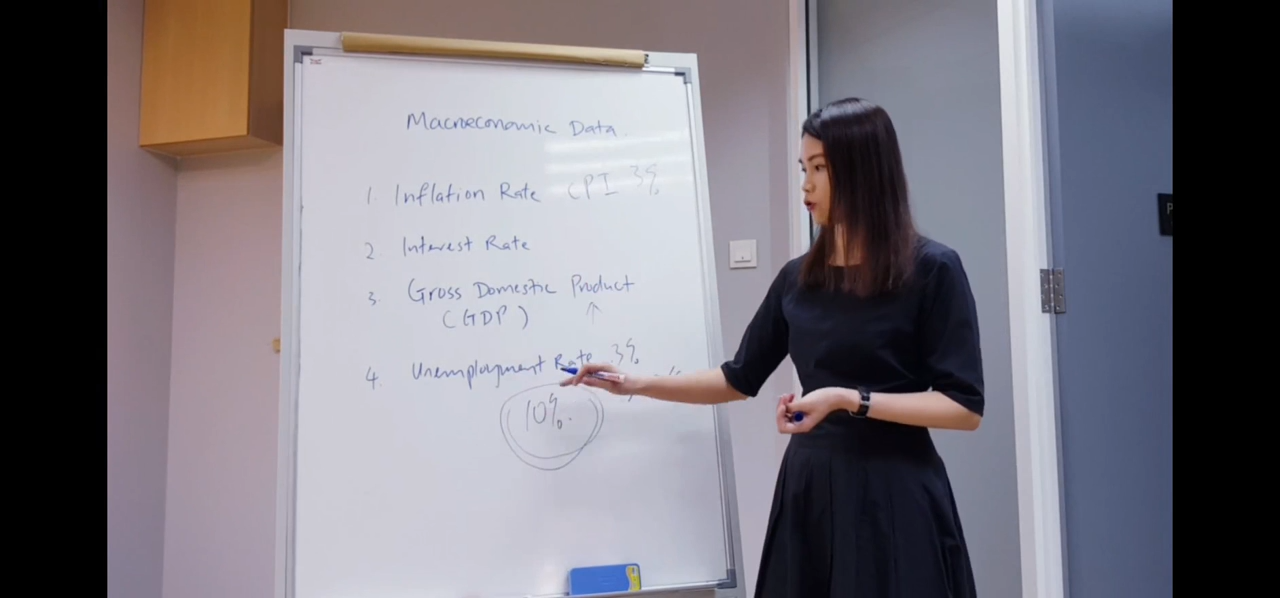 Macroeconomic Data.
1. Inflation Rate CPI 3%
2. Interest Rate
3. Gross Domestic Product
(GDP) ↑
4. Unemployment Rate 3%
10%.